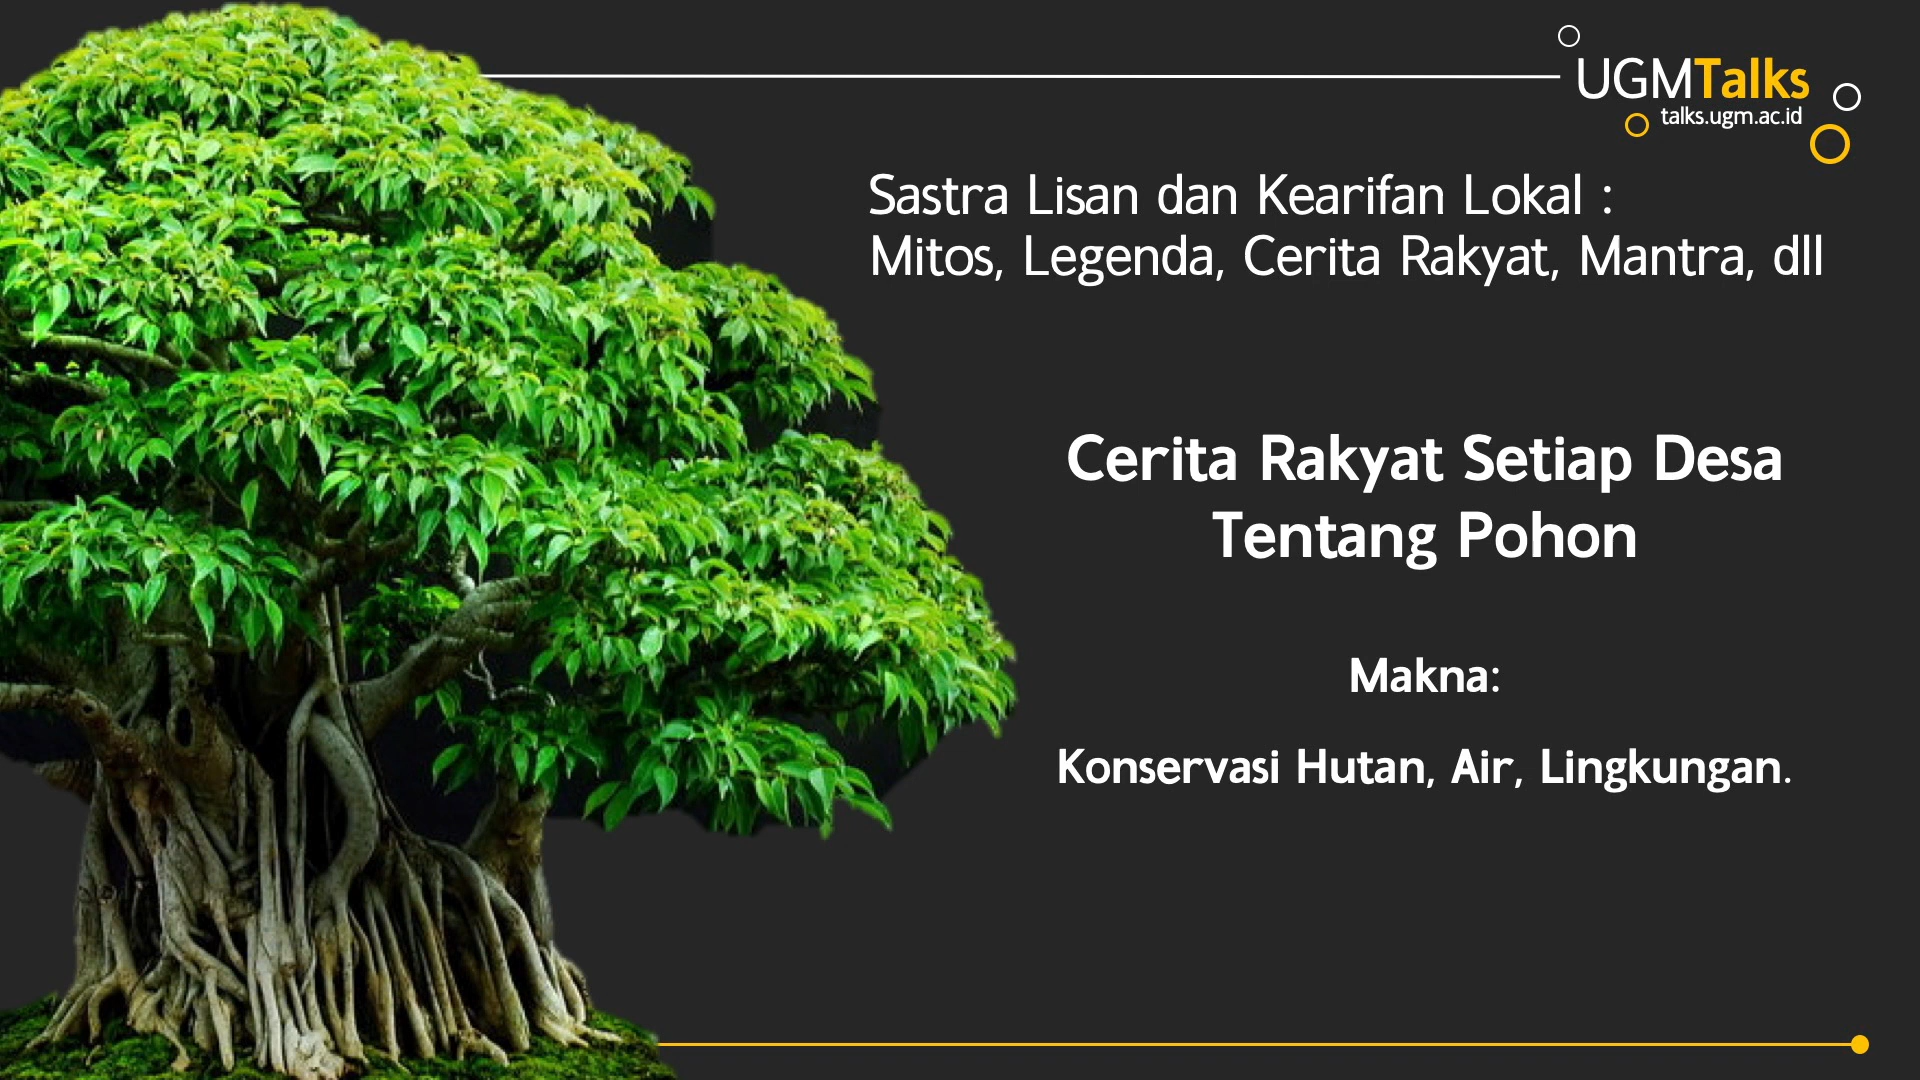 UGMTalks
talks.ugm.ac.id
Sastra Lisan dan Kearifan Lokal :
Mitos, Legenda, Cerita Rakyat, Mantra, dll
Cerita Rakyat Setiap Desa
Tentang Pohon
Makna:
Konservasi Hutan, Air, Lingkungan.